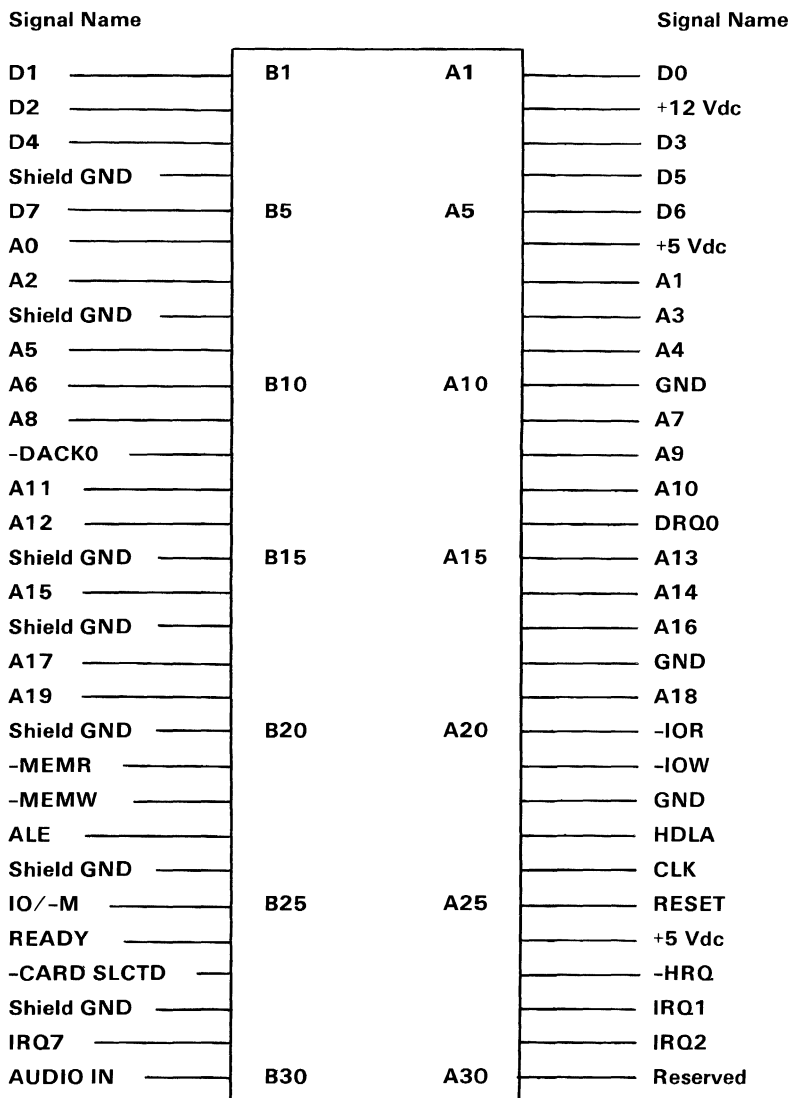 Signal Name Signal Name
D1 B1 A1 D0
D2 +12 Vdc
D4 D3
Shield GND D5
D7 B5 A5 D6
A0 +5 Vdc
A2 A1
Shield GND A3
A5 A4
A6 B10 A10 GND
A8 A7
-DACK0 A9
A11 A10
A12 DRQ0
Shield GND B15 A15 A13
A15 A14
Shield GND A16
A17 GND
A19 A18
Shield GND B20 A20 -IOR
-MEMR -IOW
-MEMW GND
ALE HDLA
Shield GND CLK
IO/-M B25 A25 RESET
READY +5 Vdc
-CARD SLCTD -HRQ
Shield GND IRQ1
IRQ7 IRQ2
AUDIO IN B30 A30 Reserved